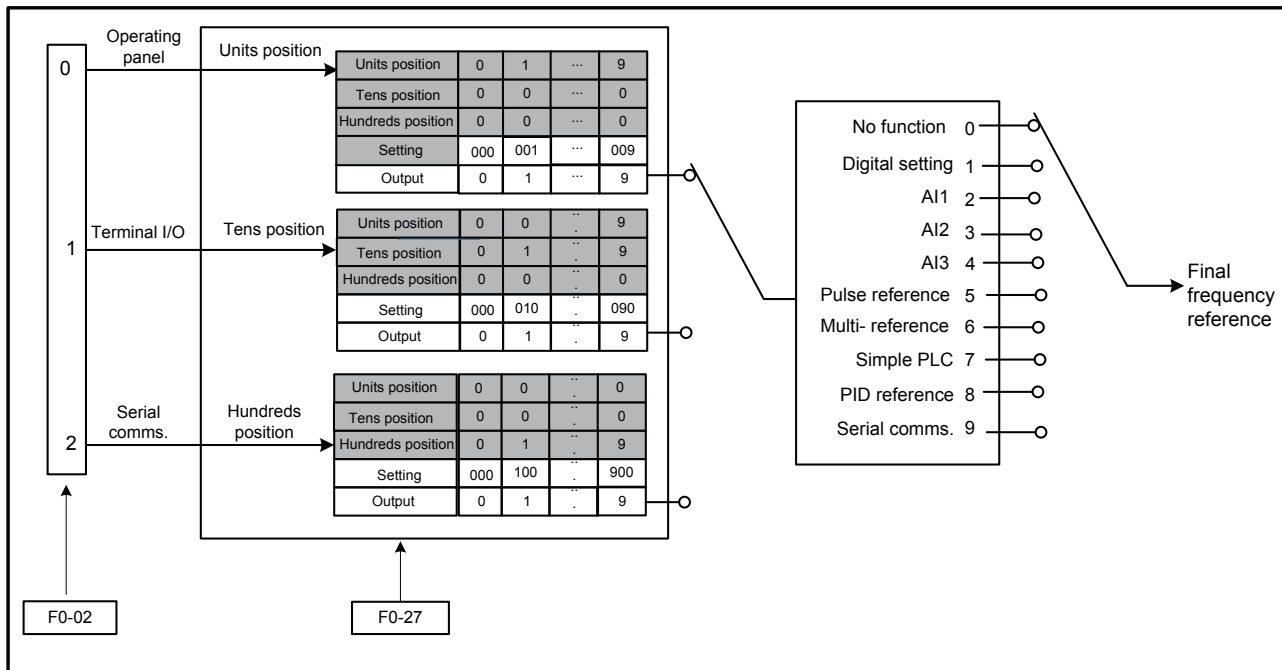 Operating panel
Units position
0
Units position 0 1 ... 9
Tens position 0 0 ... 0
Hundreds position 0 0 ... 0
Setting 000 001 ... 009
Output 0 1 ... 9
Terminal I/O
Tens position
1
Units position 0 0 ... 9
Tens position 0 1 ... 9
Hundreds position 0 0 ... 0
Setting 000 010 ... 090
Output 0 1 ... 9
Serial comms.
Hundreds position
2
Units position 0 0 ... 0
Tens position 0 0 ... 0
Hundreds position 0 1 ... 9
Setting 000 100 ... 900
Output 0 1 ... 9
No function 0
Digital setting 1
AI1 2
AI2 3
AI3 4
Pulse reference 5
Multi- reference 6
Simple PLC 7
PID reference 8
Serial comms. 9
Final
frequency
reference
F0-02
F0-27